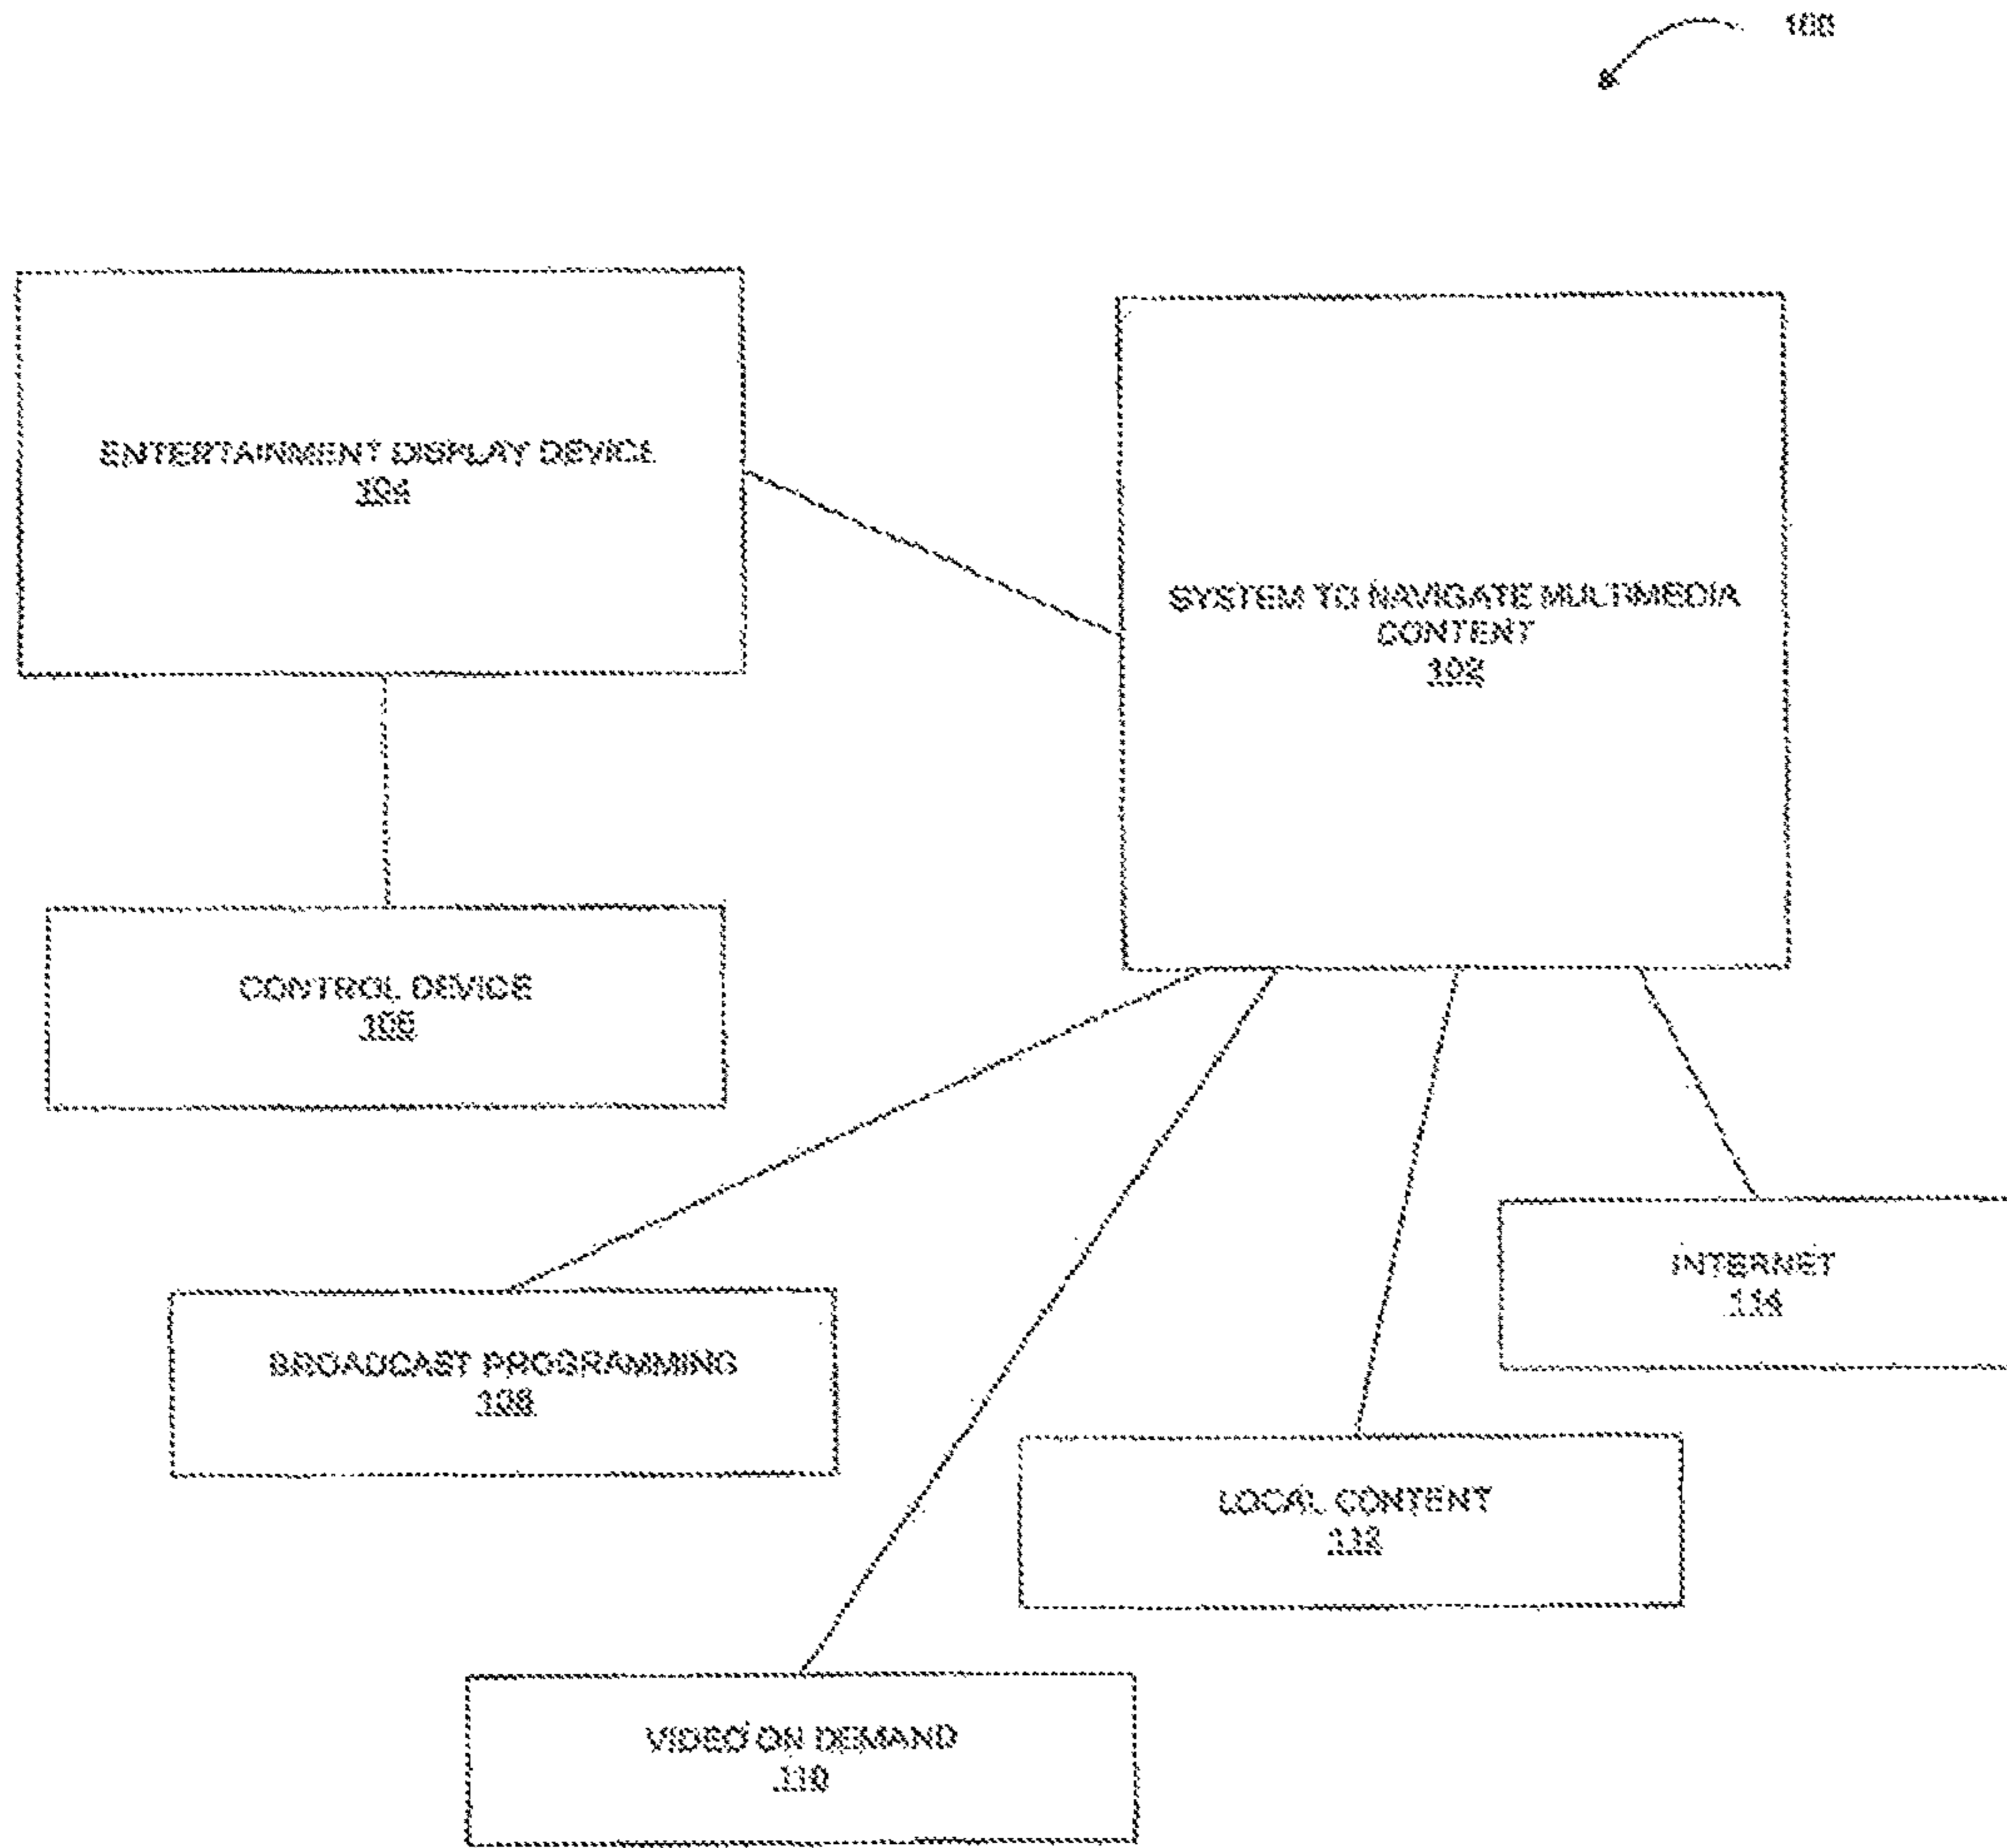 100
ENTERTAINMENT DISPLAY DEVICE
104
SYSTEM TO NAVIGATE MULTIMEDIA
CONTENT
102
CONTROL DEVICE
106
BROADCAST PROGRAMMING
108
INTERNET
114
LOCAL CONTENT
112
VIDEO ON DEMAND
110